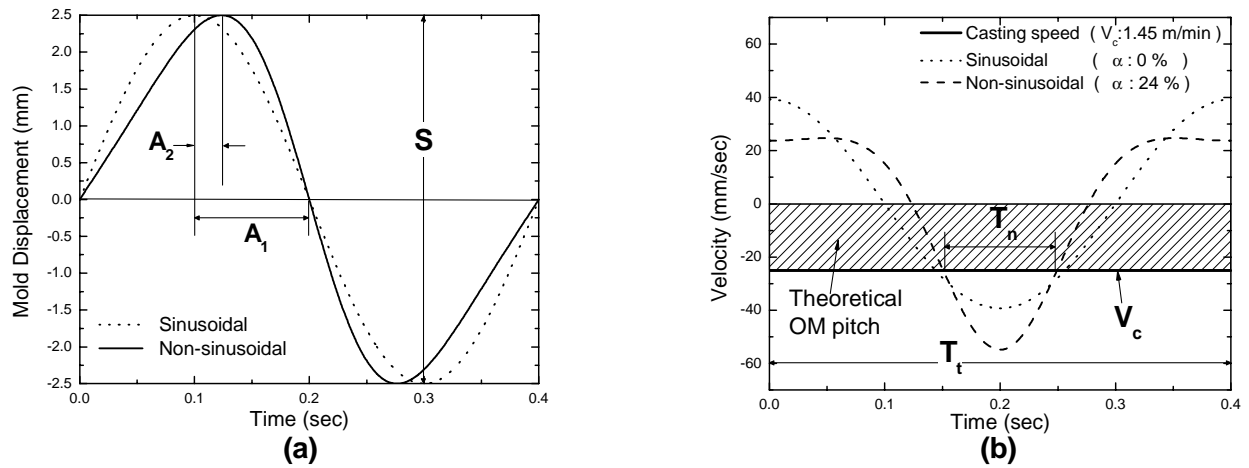 2.5
2.0
1.5
1.0
0.5
0.0
-0.5
-1.0
-1.5
-2.0
-2.5
Mold Displacement (mm)
A2
S
A1
Sinusoidal
Non-sinusoidal
0.0 0.1 0.2 0.3 0.4
Time (sec)
(a)
60
40
20
0
-20
-40
-60
Velocity (mm/sec)
Casting speed ( Vc:1.45 m/min )
Sinusoidal ( α : 0 % )
Non-sinusoidal ( α : 24 % )
Tn
Theoretical
OM pitch
Vc
Tt
0.0 0.1 0.2 0.3 0.4
Time (sec)
(b)